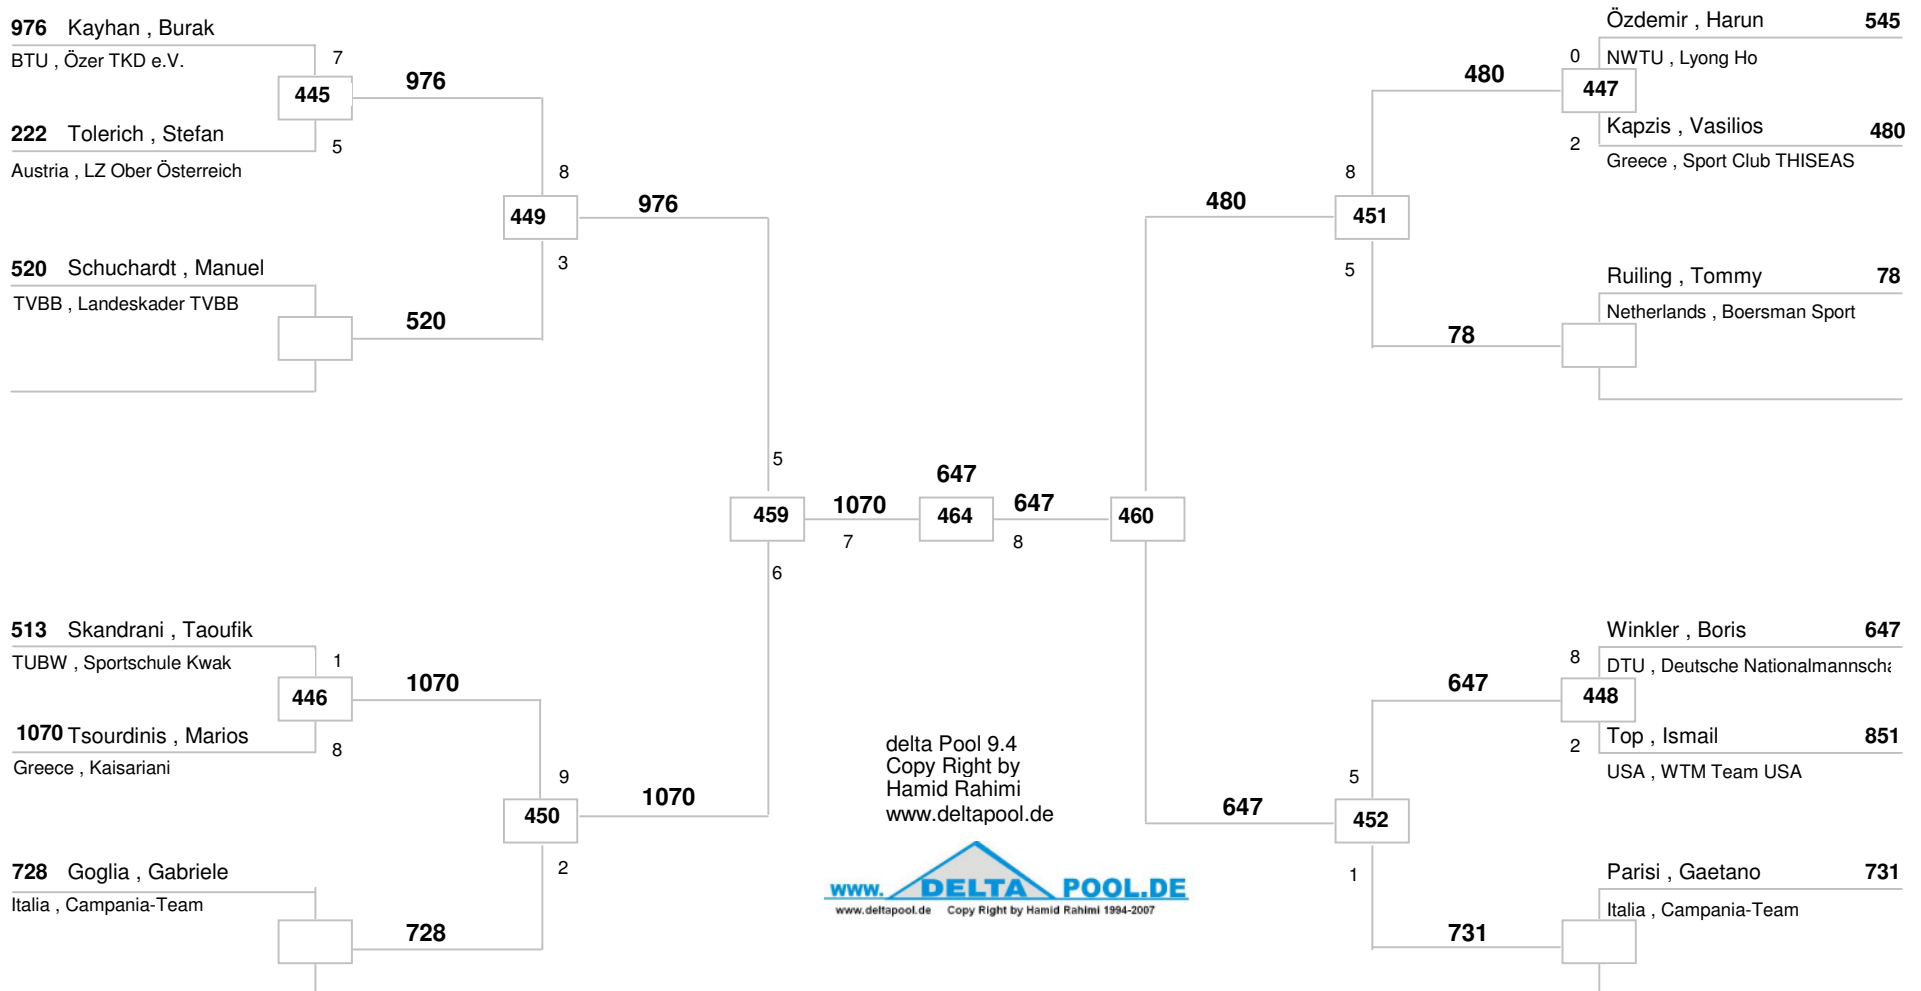 976 Kayhan , Burak
BTU , Özer TKD e.V.
7
445
976
222 Tolerich , Stefan
5
Austria , LZ Ober Österreich
8
449
976
3
520 Schuchardt , Manuel
TVBB , Landeskader TVBB
520
5
459
1070
7
6
647
464
647
8
460
513 Skandrani , Taoufik
TUBW , Sportschule Kwak
1
446
1070
1070 Tsourdinis , Marios
8
Greece , Kaisariani
9
450
1070
2
728 Goglia , Gabriele
Italia , Campania-Team
728
Özdemir , Harun 545
0
NWTU , Lyong Ho
480
447
Kapzis , Vasilios 480
2
Greece , Sport Club THISEAS
8
480
451
5
Ruiling , Tommy 78
Netherlands , Boersman Sport
78
Winkler , Boris 647
8
DTU , Deutsche Nationalmannscha
647
448
Top , Ismail 851
2
USA , WTM Team USA
5
647
452
1
Parisi , Gaetano 731
Italia , Campania-Team
731
delta Pool 9.4
Copy Right by
Hamid Rahimi
www.deltapool.de
www. DELTA POOL.DE
www.deltapool.de Copy Right by Hamid Rahimi 1994-2007